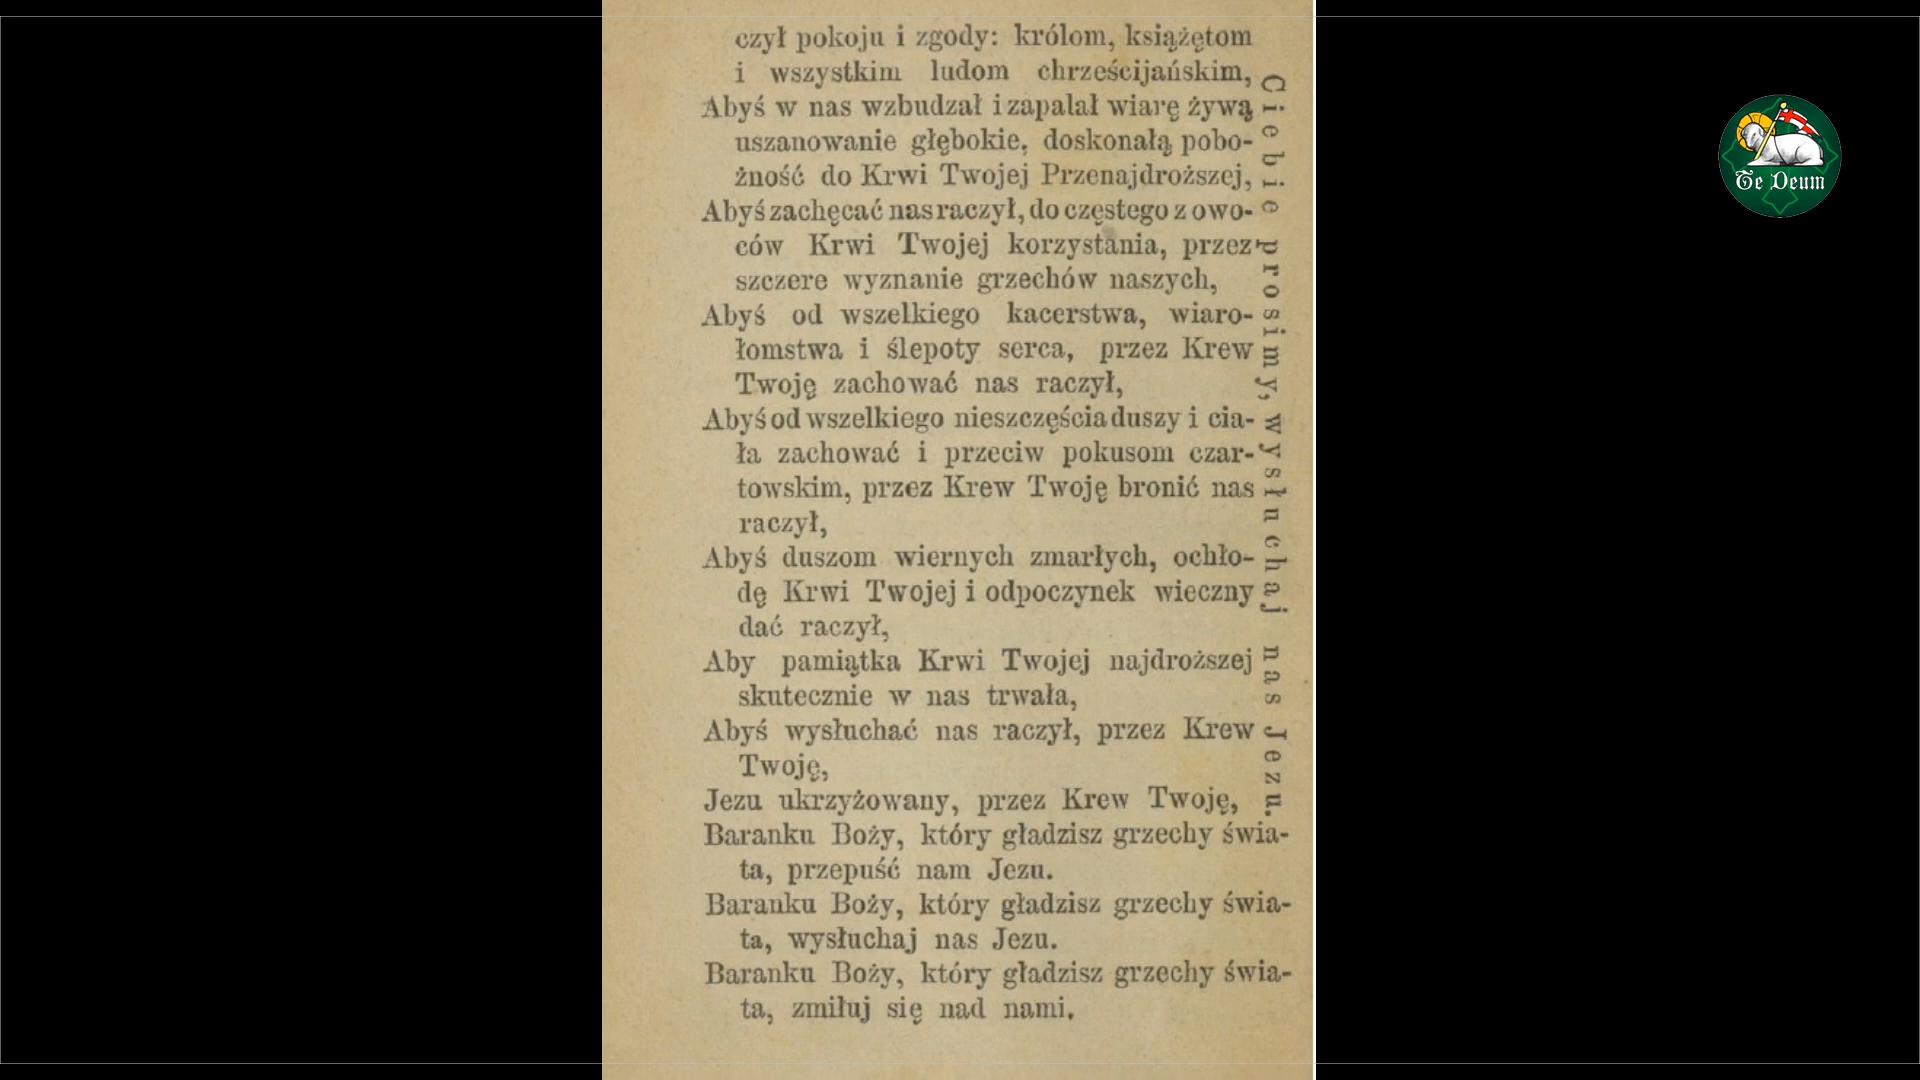 czył pokoju i zgody: królom, książętom
i wszystkim ludom chrześcijańskim,
Abyś w nas wzbudzał i zapalał wiarę żywą
uszanowanie głębokie, doskonałą pobo-
żność do Krwi Twojej Przenajdroższej,
Abyś zachęcać nas raczył, do częstego z owo-
ców Krwi Twojej korzystania, przez
szczere wyznanie grzechów naszych,
Abyś od wszelkiego kacerstwa, wiaro-
łomstwa i ślepoty serca, przez Krew
Twoję zachować nas raczył,
Abyś od wszelkiego nieszczęścia duszy i cia-
ła zachować i przeciw pokusom czar-
towskim, przez Krew Twoję bronić nas
raczył,
Abyś duszom wiernych zmarłych, ochło-
dę Krwi Twojej i odpoczynek wieczny
dać raczył,
Aby pamiątka Krwi Twojej najdroższej
skutecznie w nas trwała,
Abyś wysłuchać nas raczył, przez Krew
Twoję,
Jezu ukrzyżowany, przez Krew Twoję,
Ciebie prosimy, wysłuchaj nas Jezu.
Baranku Boży, który gładzisz grzechy świa-
ta, przepuść nam Jezu.
Baranku Boży, który gładzisz grzechy świa-
ta, wysłuchaj nas Jezu.
Baranku Boży, który gładzisz grzechy świa-
ta, zmiłuj się nad nami.
Te Deum